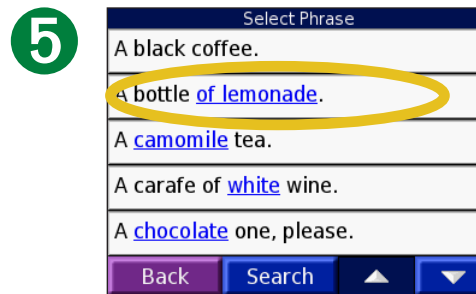 5
Select Phrase
A black coffee.
A bottle of lemonade.
A camomile tea.
A carafe of white wine.
A chocolate one, please.
Back Search